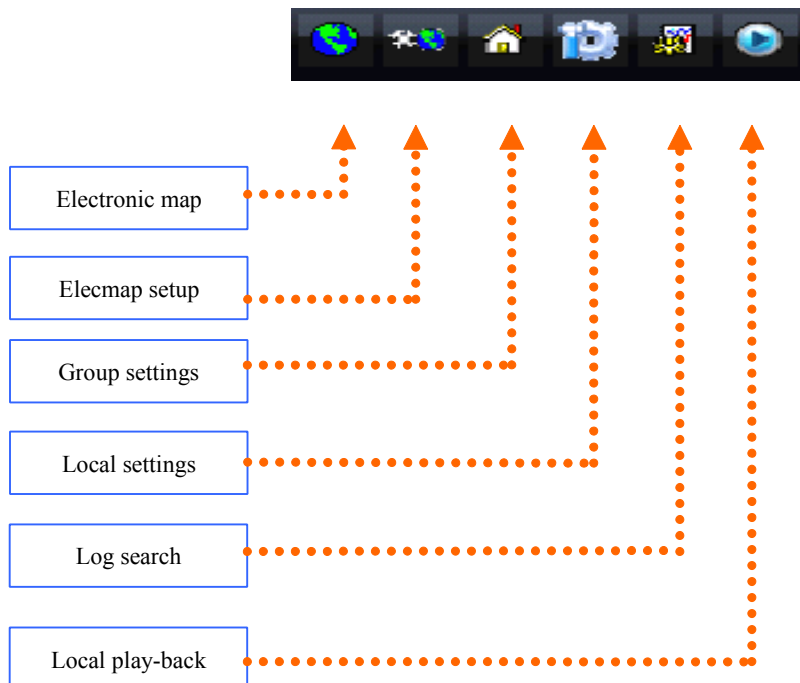 Electronic map
Elecmap setup
Group settings
Local settings
Log search
Local play-back